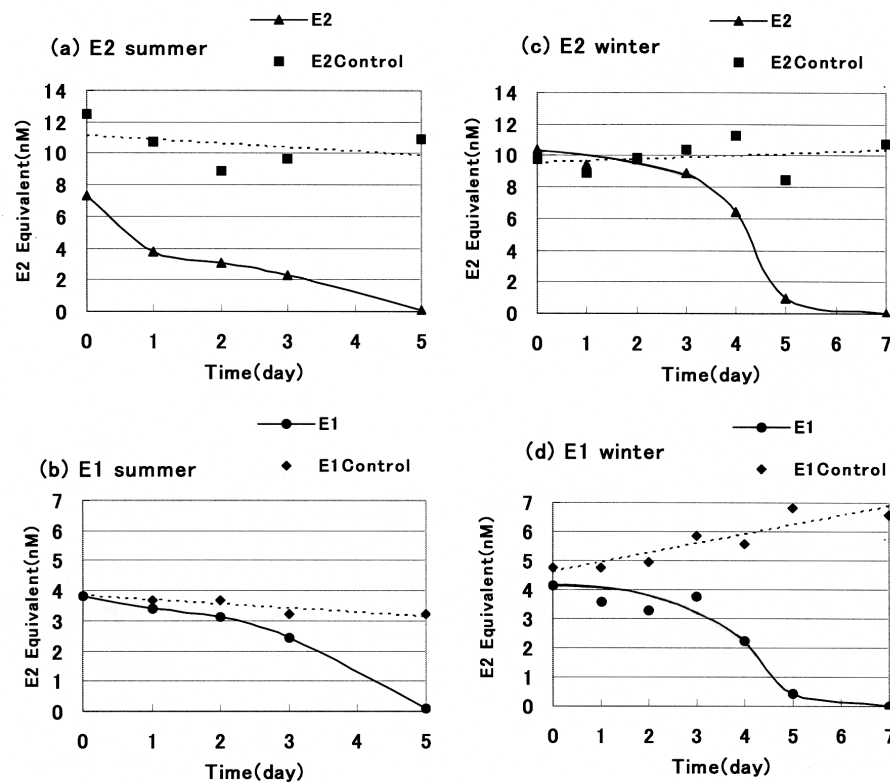 E2
(a) E2 summer
E2Control
14
12
10
8
6
4
2
0
E2 Equivalent(nM)
0 1 2 3 5
Time(day)
E2
(c) E2 winter
E2Control
14
12
10
8
6
4
2
0
E2 Equivalent(nM)
0 1 2 3 4 5 7
Time(day)
E1
(b) E1 summer
E1Control
7
6
5
4
3
2
1
0
E2 Equivalent(nM)
0 1 2 3 5
Time(day)
E1
(d) E1 winter
E1Control
7
6
5
4
3
2
1
0
E2 Equivalent(nM)
0 1 2 3 4 5 7
Time(day)